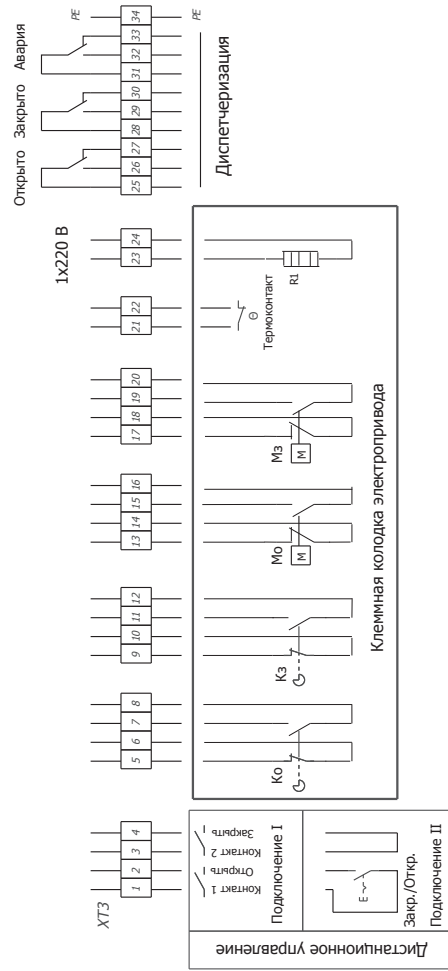 Открыто Закрыто Авария
PE
PE
25 26 27 28 29 30 31 32 33 34
Диспетчеризация
1x220 В
23 24
R1
21 22
Θ
Термоконтакт
17 18 19 20
Мз
M
13 14 15 16
Мо
M
9 10 11 12
Кз
5 6 7 8
Ко
Клеммная колодка электропривода
XT3
1 2 3 4
Контакт 1
Открыть
Контакт 2
Закрыть
Подключение I
E
Закр./Откр.
Подключение II
Дистанционное управление